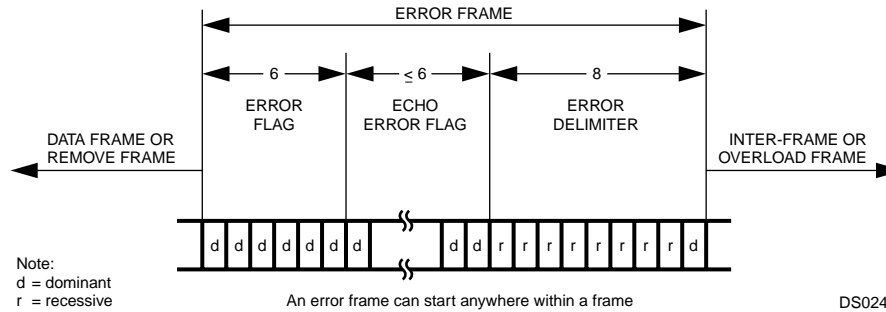 ERROR FRAME
6
≤ 6
8
ERROR
FLAG
ECHO
ERROR FLAG
ERROR
DELIMITER
DATA FRAME OR
REMOVE FRAME
INTER-FRAME OR
OVERLOAD FRAME
d d d d d d d d d r r r r r r r r d
Note:
d = dominant
r = recessive
An error frame can start anywhere within a frame
DS024